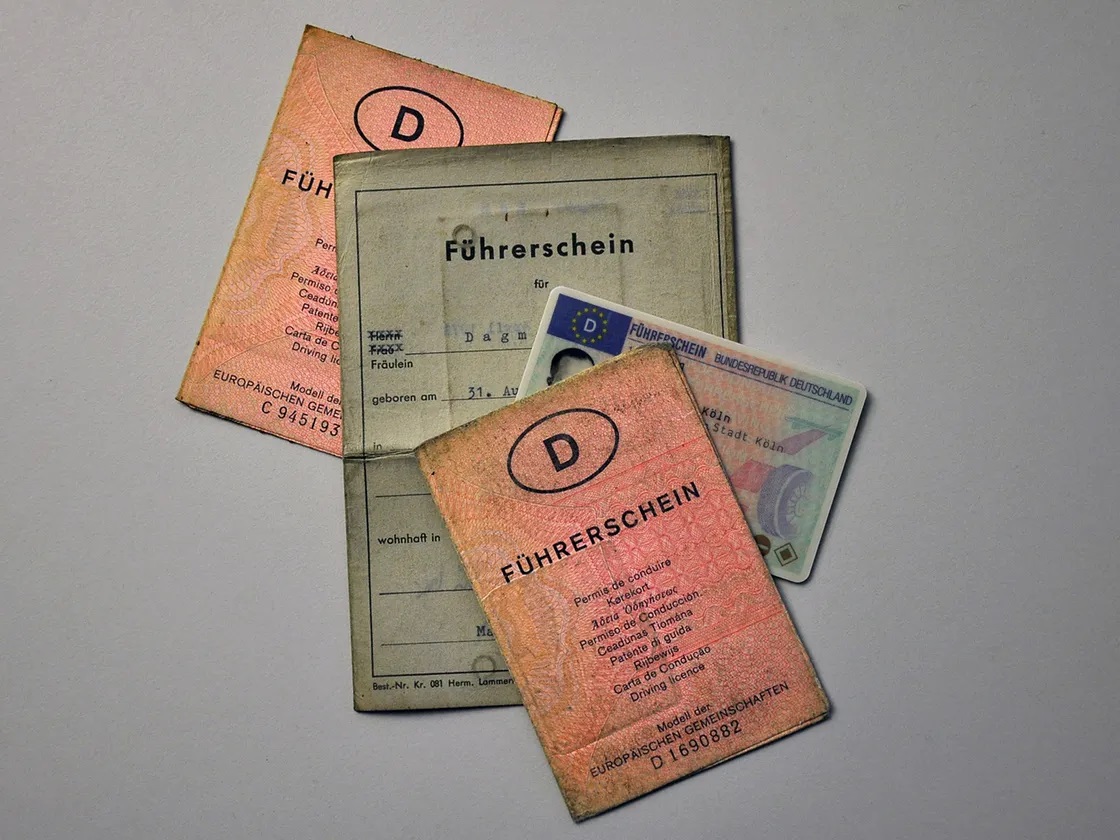 D
FÜH
Perm
Άδεια
Permiso d
Ceadún
Patente
Rijbe
Carta de C
Driving lic
Modell der
EUROPÄISCHEN GEMEI
C 945193
Führerschein
für
Herrn
Frau
Fräulein
Dagm
geboren am 31. Au
in
wohnhaft in
Ma
Best.-Nr. Kr. 081 Herm. Lammer
D
FÜHRERSCHEIN BUNDESREPUBLIK DEUTSCHLAND
Köln
Stadt Köln
D
FÜHRERSCHEIN
Permis de conduire
Kørekort
Άδεια Όδηγήσεως
Permiso de Conducción
Ceadúnas Tiomána
Patente di guida
Rijbewijs
Carta de Condução
Driving licence
Modell der
EUROPÄISCHEN GEMEINSCHAFTEN
D 1690882